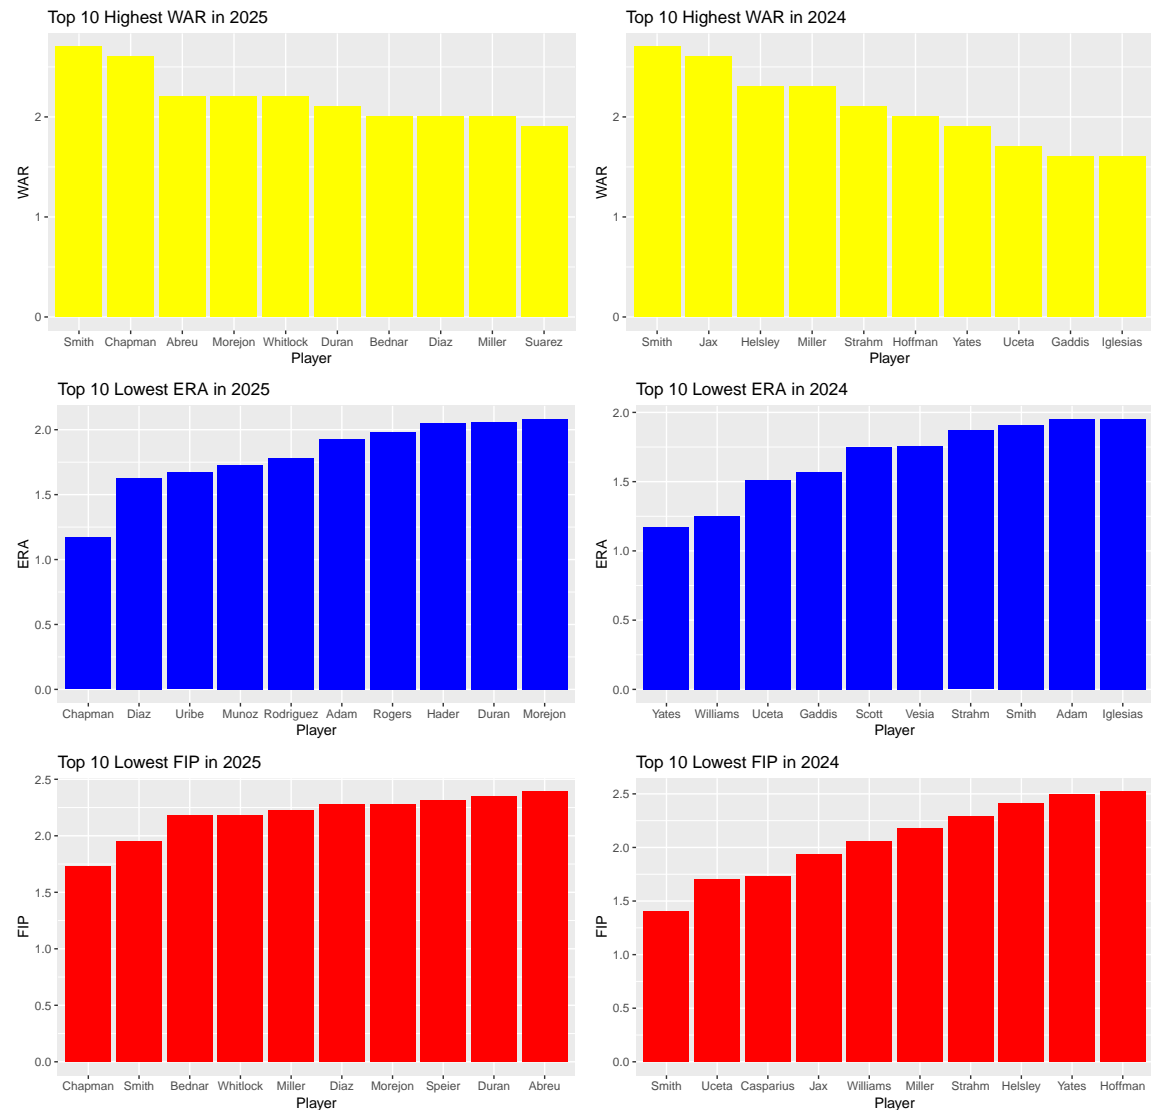 Top 10 Highest WAR in 2025
WAR
2
1
0
Smith Chapman Abreu Morejon Whitlock Duran Bednar Diaz Miller Suarez
Player
Top 10 Highest WAR in 2024
WAR
2
1
0
Smith Jax Helsley Miller Strahm Hoffman Yates Uceta Gaddis Iglesias
Player
Top 10 Lowest ERA in 2025
ERA
2.0
1.5
1.0
0.5
0.0
Chapman Diaz Uribe Munoz Rodriguez Adam Rogers Hader Duran Morejon
Player
Top 10 Lowest ERA in 2024
ERA
2.0
1.5
1.0
0.5
0.0
Yates Williams Uceta Gaddis Scott Vesia Strahm Smith Adam Iglesias
Player
Top 10 Lowest FIP in 2025
FIP
2.5
2.0
1.5
1.0
0.5
0.0
Chapman Smith Bednar Whitlock Miller Diaz Morejon Speier Duran Abreu
Player
Top 10 Lowest FIP in 2024
FIP
2.5
2.0
1.5
1.0
0.5
0.0
Smith Uceta Casparius Jax Williams Miller Strahm Helsley Yates Hoffman
Player